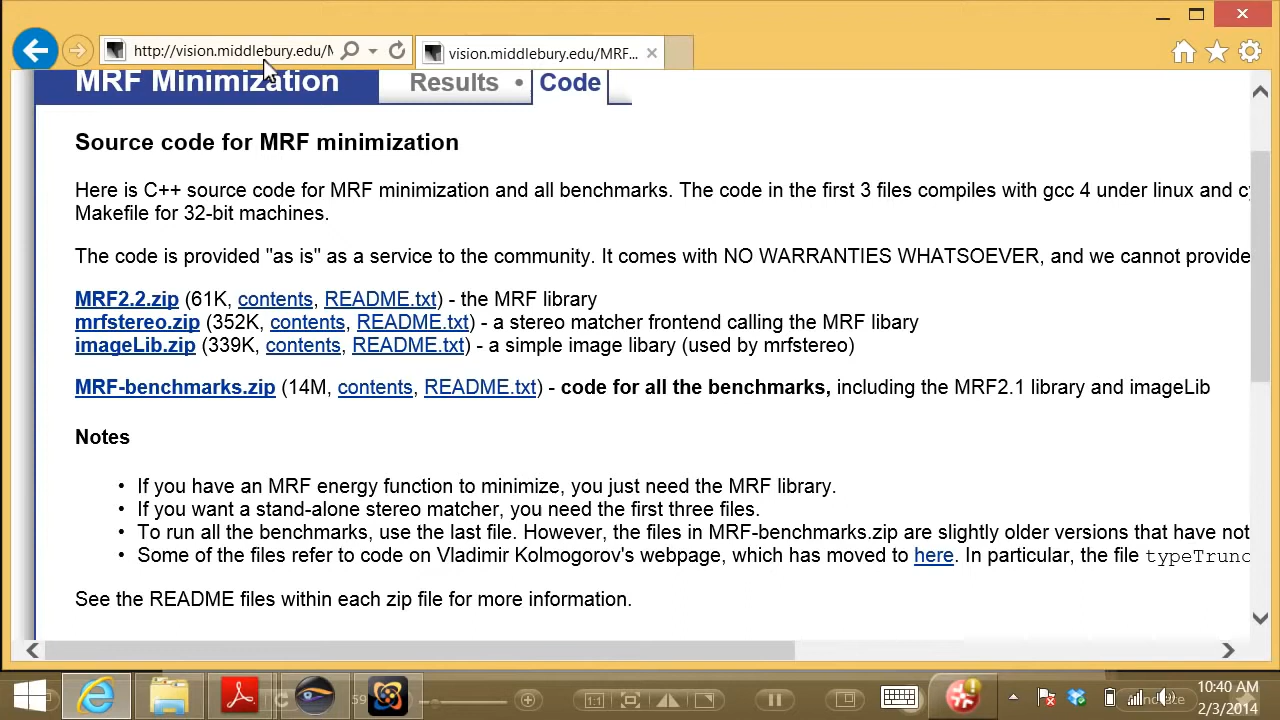 http://vision.middlebury.edu/M
vision.middlebury.edu/MRF...
MRF Minimization
Results • Code
Source code for MRF minimization
Here is C++ source code for MRF minimization and all benchmarks. The code in the first 3 files compiles with gcc 4 under linux and cy
Makefile for 32-bit machines.
The code is provided "as is" as a service to the community. It comes with NO WARRANTIES WHATSOEVER, and we cannot provide
MRF2.2.zip (61K, contents, README.txt) - the MRF library
mrfstereo.zip (352K, contents, README.txt) - a stereo matcher frontend calling the MRF libary
imageLib.zip (339K, contents, README.txt) - a simple image libary (used by mrfstereo)
MRF-benchmarks.zip (14M, contents, README.txt) - code for all the benchmarks, including the MRF2.1 library and imageLib
Notes
• If you have an MRF energy function to minimize, you just need the MRF library.
• If you want a stand-alone stereo matcher, you need the first three files.
• To run all the benchmarks, use the last file. However, the files in MRF-benchmarks.zip are slightly older versions that have not
• Some of the files refer to code on Vladimir Kolmogorov's webpage, which has moved to here. In particular, the file typeTrunc
See the README files within each zip file for more information.
10:40 AM
2/3/2014